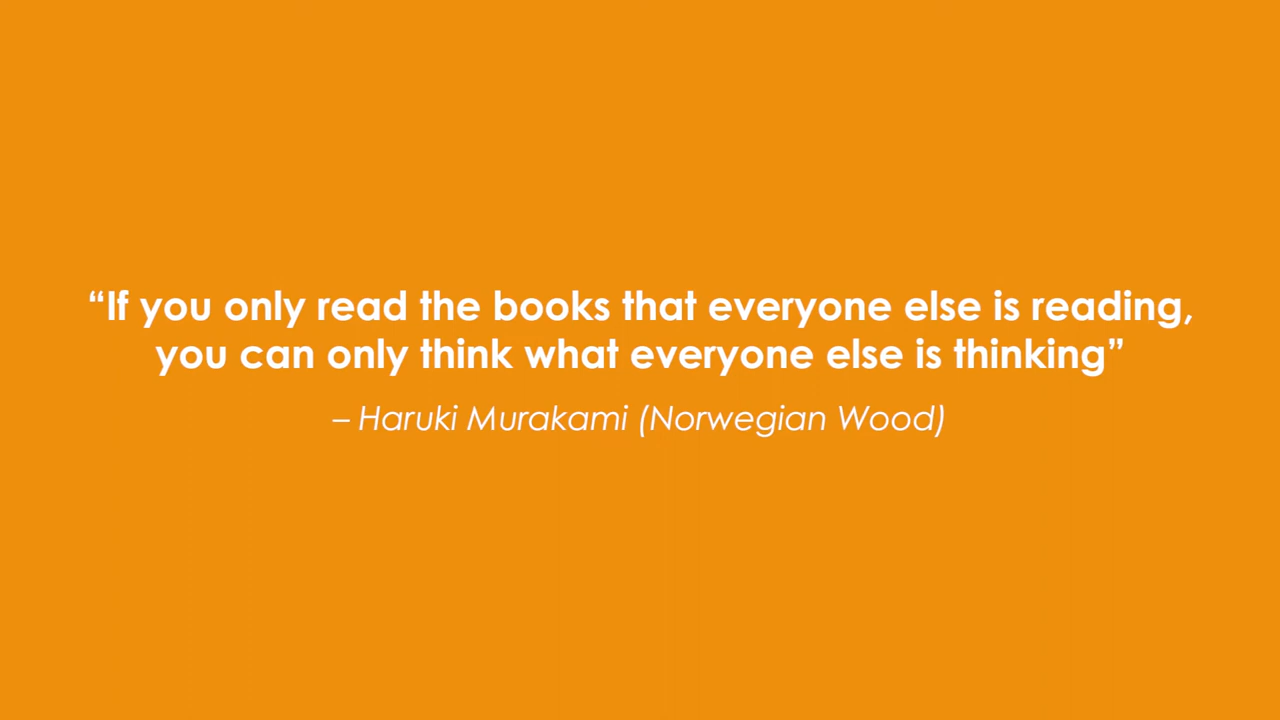 “If you only read the books that everyone else is reading,
you can only think what everyone else is thinking”
– Haruki Murakami (Norwegian Wood)